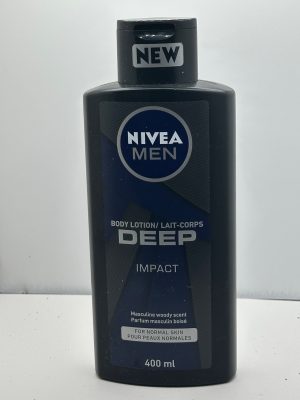 NEW
NIVEA
MEN
BODY LOTION/ LAIT-CORPS
DEEP
IMPACT
Masculine woody scent
Parfum masculin boisé
FOR NORMAL SKIN
POUR PEAUX NORMALES
400 ml